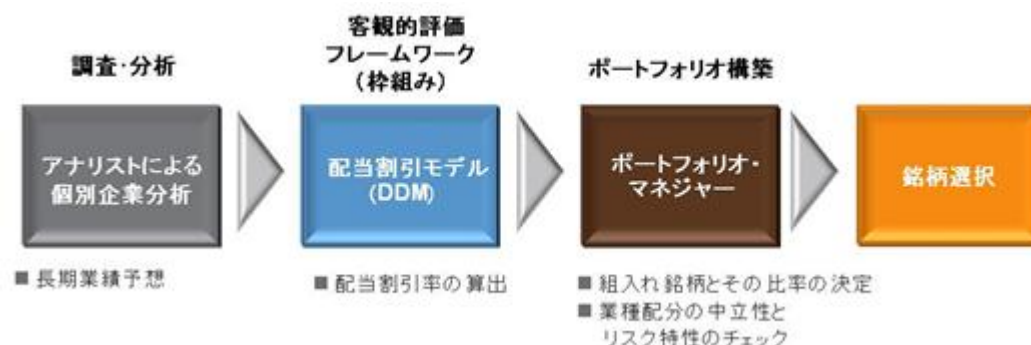 調査・分析
アナリストによる
個別企業分析
■ 長期業績予想
客観的評価
フレームワーク
(枠組み)
配当割引モデル
(DDM)
■ 配当割引率の算出
ポートフォリオ構築
ポートフォリオ・
マネジャー
■ 組入れ銘柄とその比率の決定
■ 業種配分の中立性と
リスク特性のチェック
銘柄選択